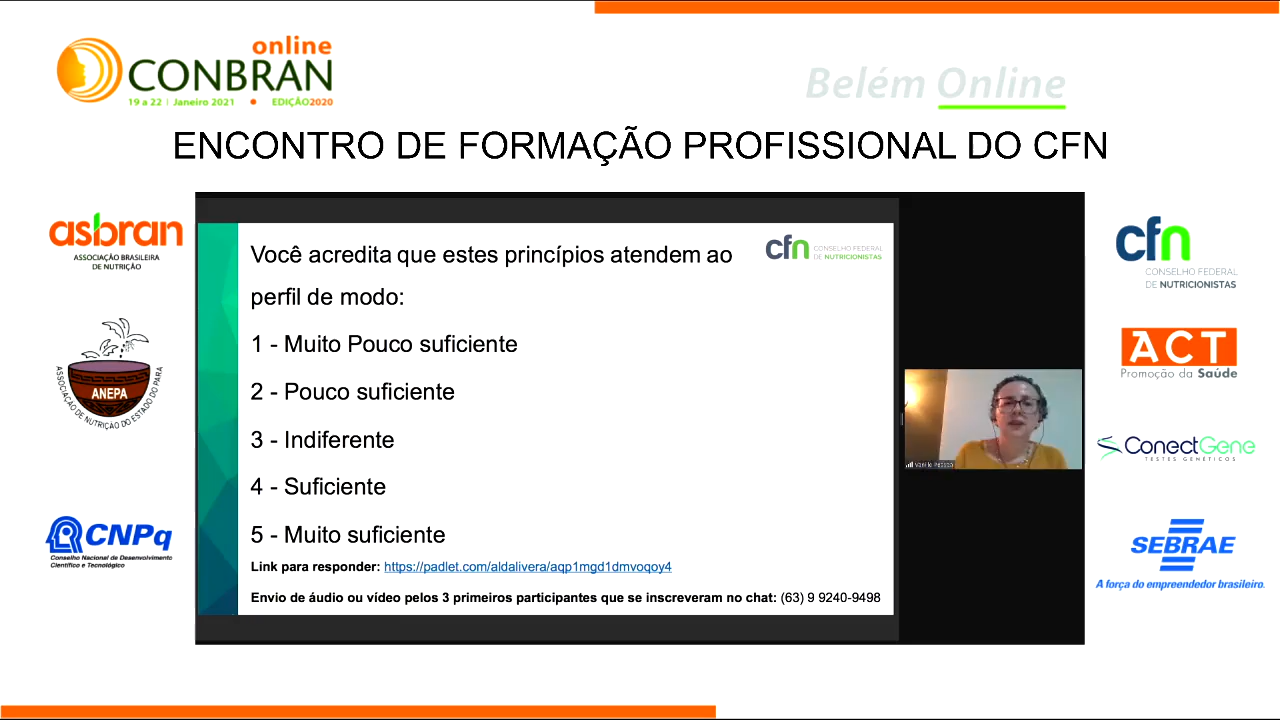 online
CONBRAN
19 a 22 | Janeiro 2021 • EDIÇÃO2020
Belém Online
ENCONTRO DE FORMAÇÃO PROFISSIONAL DO CFN
asbran
ASSOCIAÇÃO BRASILEIRA
DE NUTRIÇÃO
ANEPA
ASSOCIAÇÃO DE NUTRIÇÃO DO ESTADO DO PARÁ
CNPq
Conselho Nacional de Desenvolvimento
Científico e Tecnológico
Você acredita que estes princípios atendem ao
perfil de modo:
1 - Muito Pouco suficiente
2 - Pouco suficiente
3 - Indiferente
4 - Suficiente
5 - Muito suficiente
Link para responder: https://padlet.com/aldalivera/aqp1mgd1dmvoqoy4
Envio de áudio ou vídeo pelos 3 primeiros participantes que se inscreveram no chat: (63) 9 9240-9498
cfn
CONSELHO FEDERAL
DE NUTRICIONISTAS
cfn
CONSELHO FEDERAL
DE NUTRICIONISTAS
ACT
Promoção da Saúde
ConectGene
TESTES GENÉTICOS
SEBRAE
A força do empreendedor brasileiro.